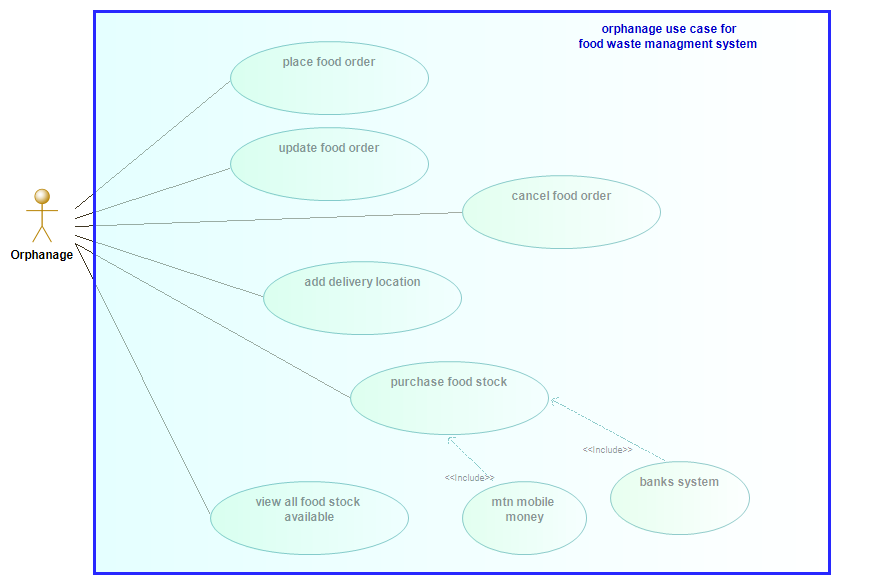 orphanage use case for
food waste managment system
place food order
update food order
cancel food order
Orphanage
add delivery location
purchase food stock
<<Include>>
<<Include>>
banks system
view all food stock
available
mtn mobile
money